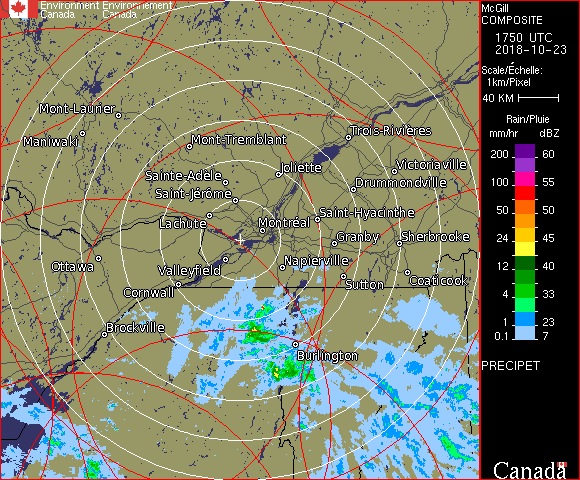 Environment Environnement
Canada Canada
McGill
COMPOSITE
1750 UTC
2018-10-23
Scale/Échelle:
1km/Pixel
40 KM
Rain/Pluie
mm/hr dBZ
200 60
100 55
50 50
24 45
12 40
4 33
1 23
0.1 7
PRECIPET
Canada
Mont-Laurier
Maniwaki
Mont-Tremblant
Trois-Rivières
Joliette
Victoriaville
Sainte-Adèle
Drummondville
Saint-Jérôme
Saint-Hyacinthe
Lachute
Montréal
Granby
Sherbrooke
Ottawa
Valleyfield
Napierville
Cornwall
Sutton
Coaticook
Brockville
Burlington